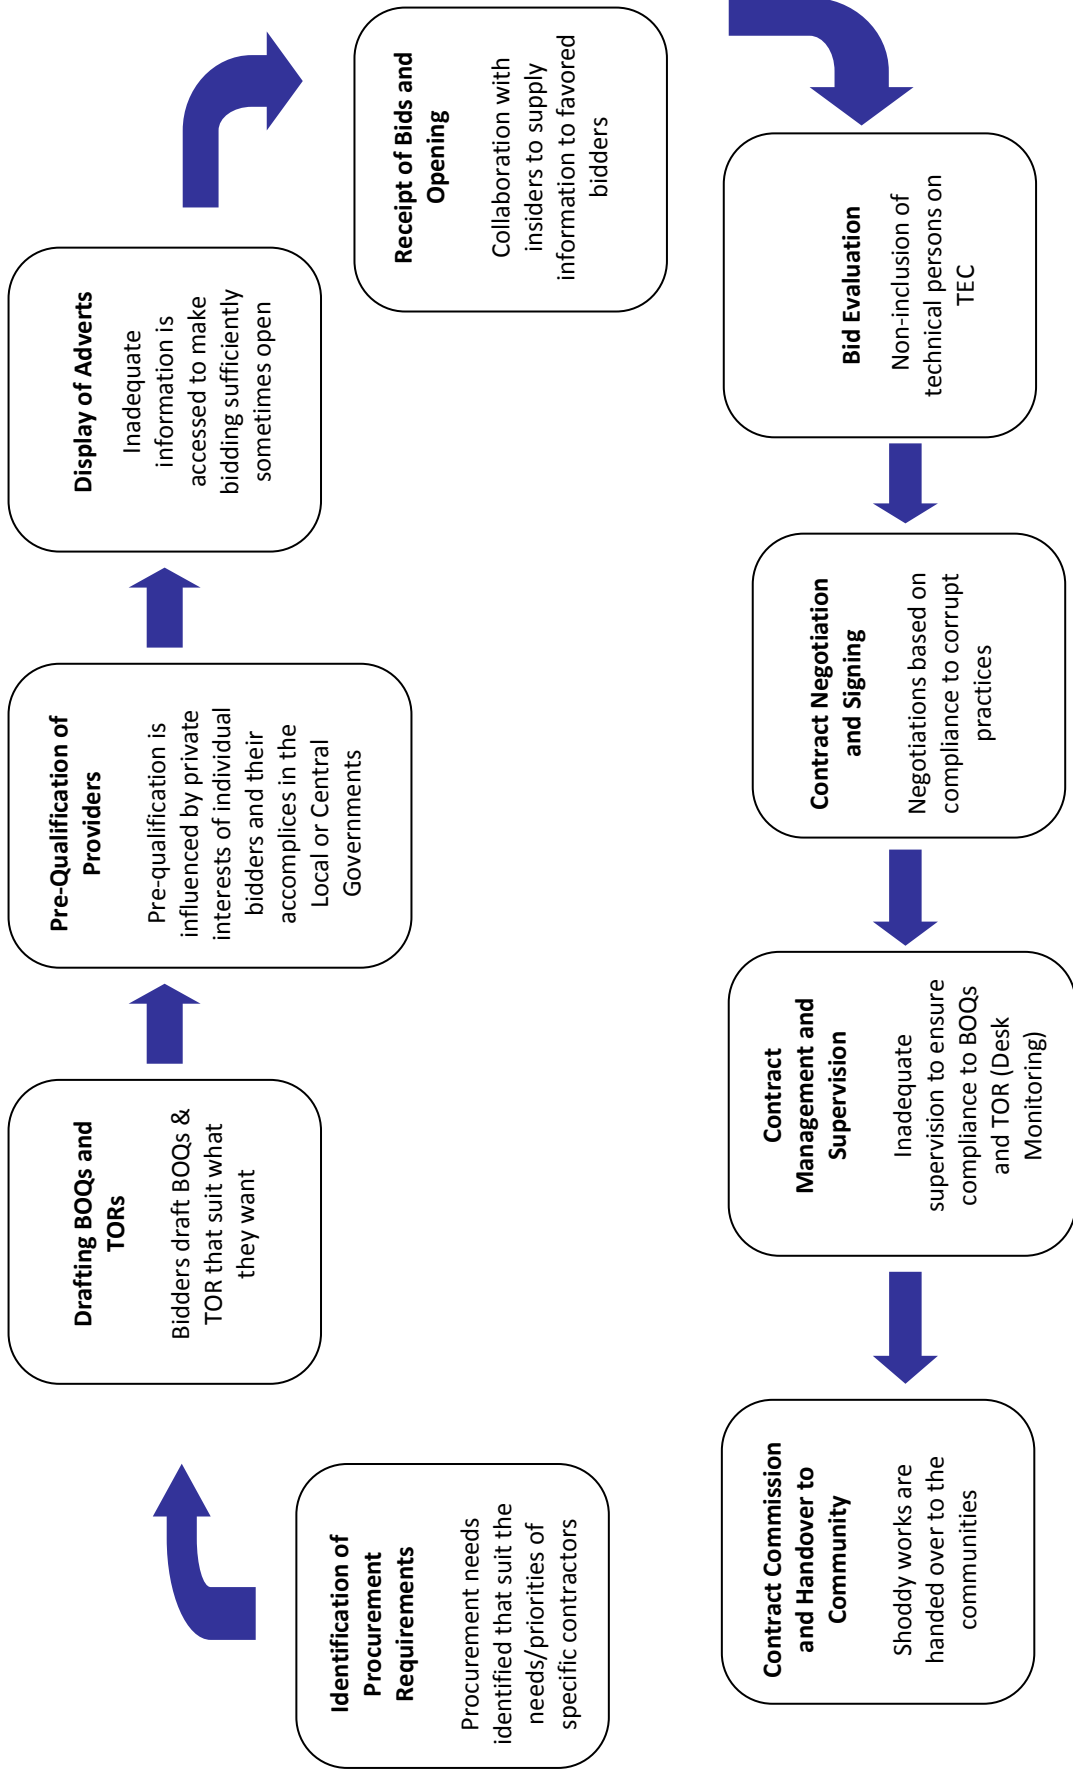 Identification of
Procurement
Requirements
Procurement needs
identified that suit the
needs/priorities of
specific contractors
Drafting BOQs and
TORs
Bidders draft BOQs &
TOR that suit what
they want
Pre-Qualification of
Providers
Pre-qualification is
influenced by private
interests of individual
bidders and their
accomplices in the
Local or Central
Governments
Display of Adverts
Inadequate
information is
accessed to make
bidding sufficiently
sometimes open
Receipt of Bids and
Opening
Collaboration with
insiders to supply
information to favored
bidders
Bid Evaluation
Non-inclusion of
technical persons on
TEC
Contract Negotiation
and Signing
Negotiations based on
compliance to corrupt
practices
Contract
Management and
Supervision
Inadequate
supervision to ensure
compliance to BOQs
and TOR (Desk
Monitoring)
Contract Commission
and Handover to
Community
Shoddy works are
handed over to the
communities